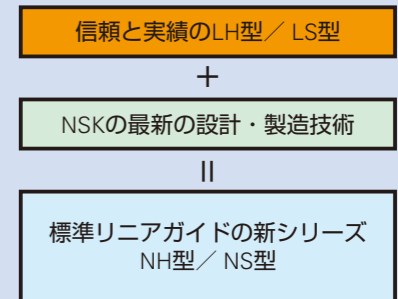 信頼と実績のLH型／LS型
＋
NSKの最新の設計・製造技術
＝
標準リニアガイドの新シリーズ
NH型／NS型